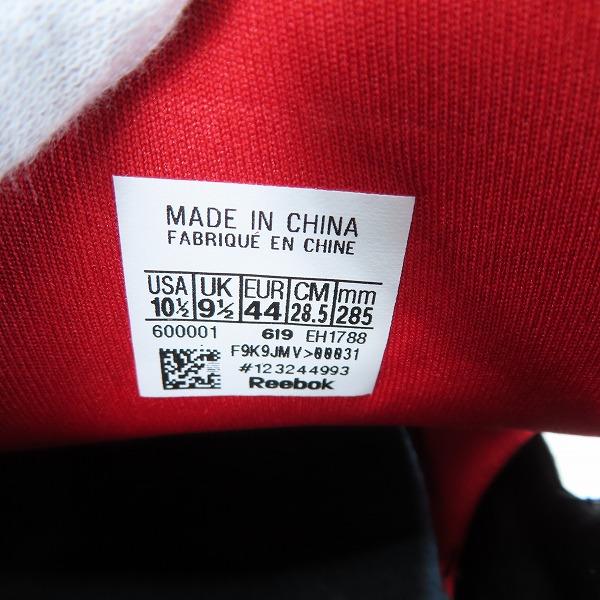 MADE IN CHINA
FABRIQUÉ EN CHINE
USA UK EUR CM mm
10½ 9½ 44 28.5 285
600001 619 EH1788
F9K9JMV>00031
#123244993
Reebok